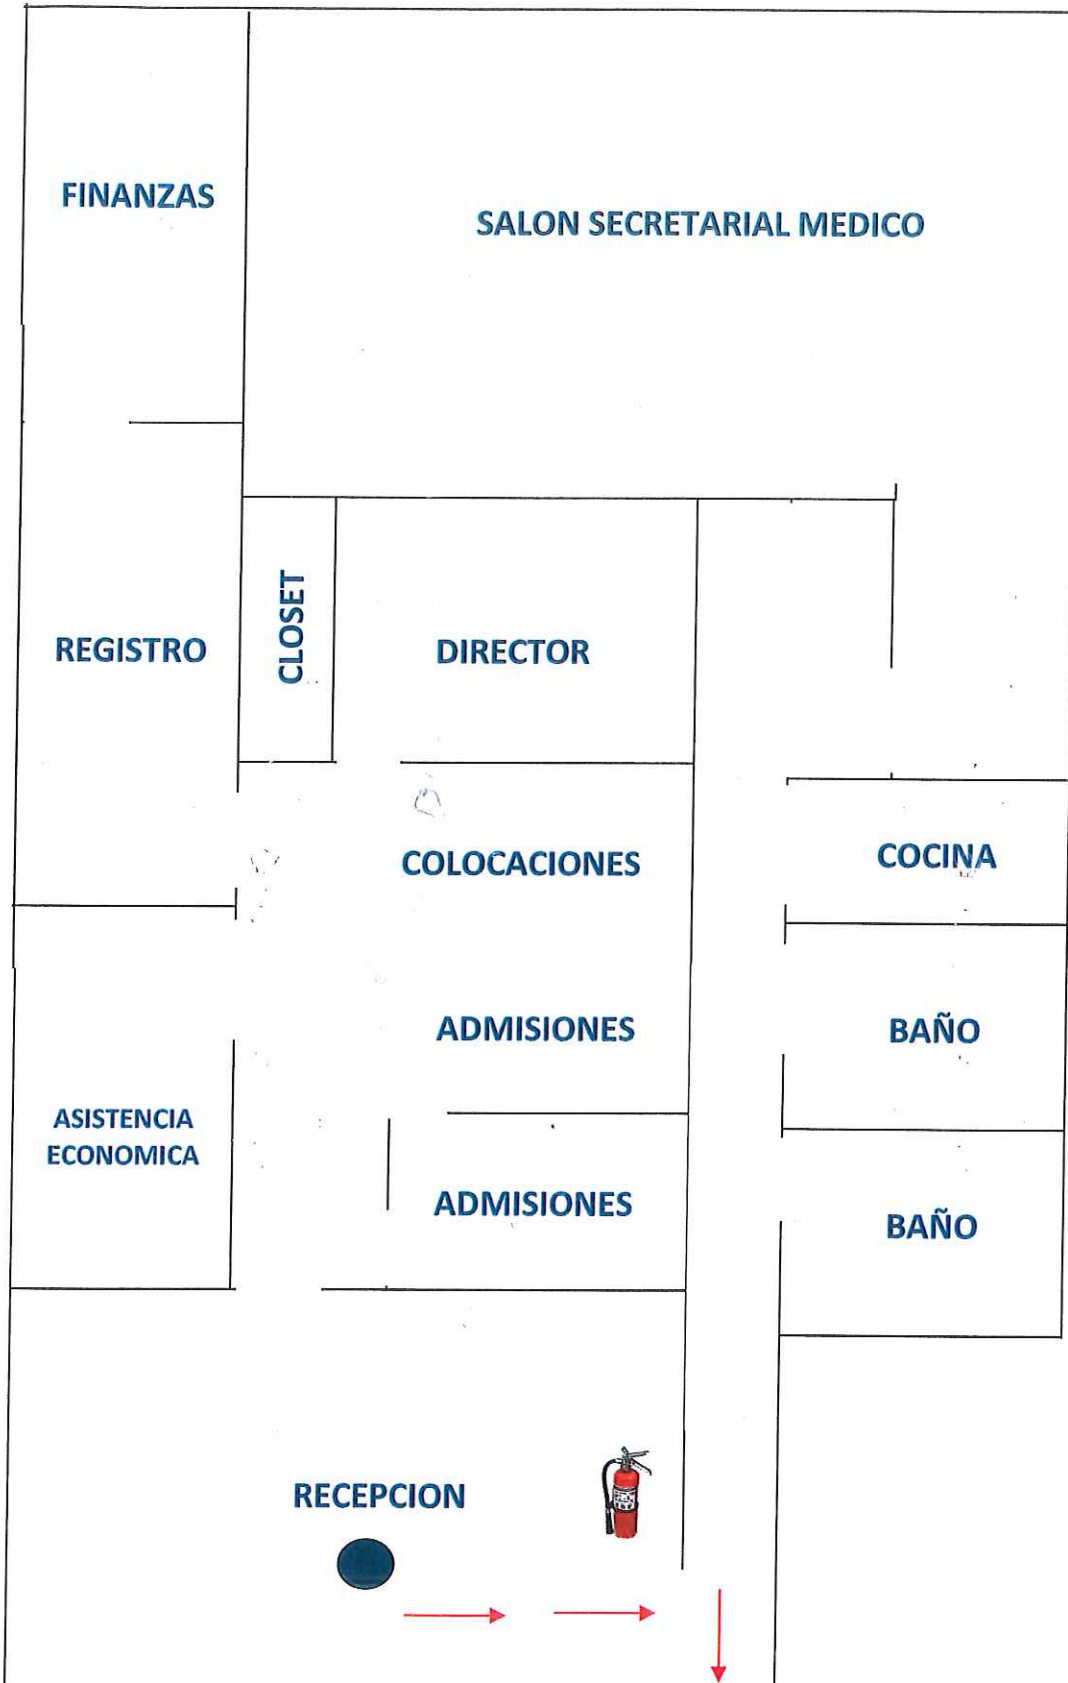 FINANZAS
SALON SECRETARIAL MEDICO
REGISTRO
CLOSET
DIRECTOR
COLOCACIONES
COCINA
ADMISIONES
BAÑO
ASISTENCIA
ECONOMICA
ADMISIONES
BAÑO
RECEPCION